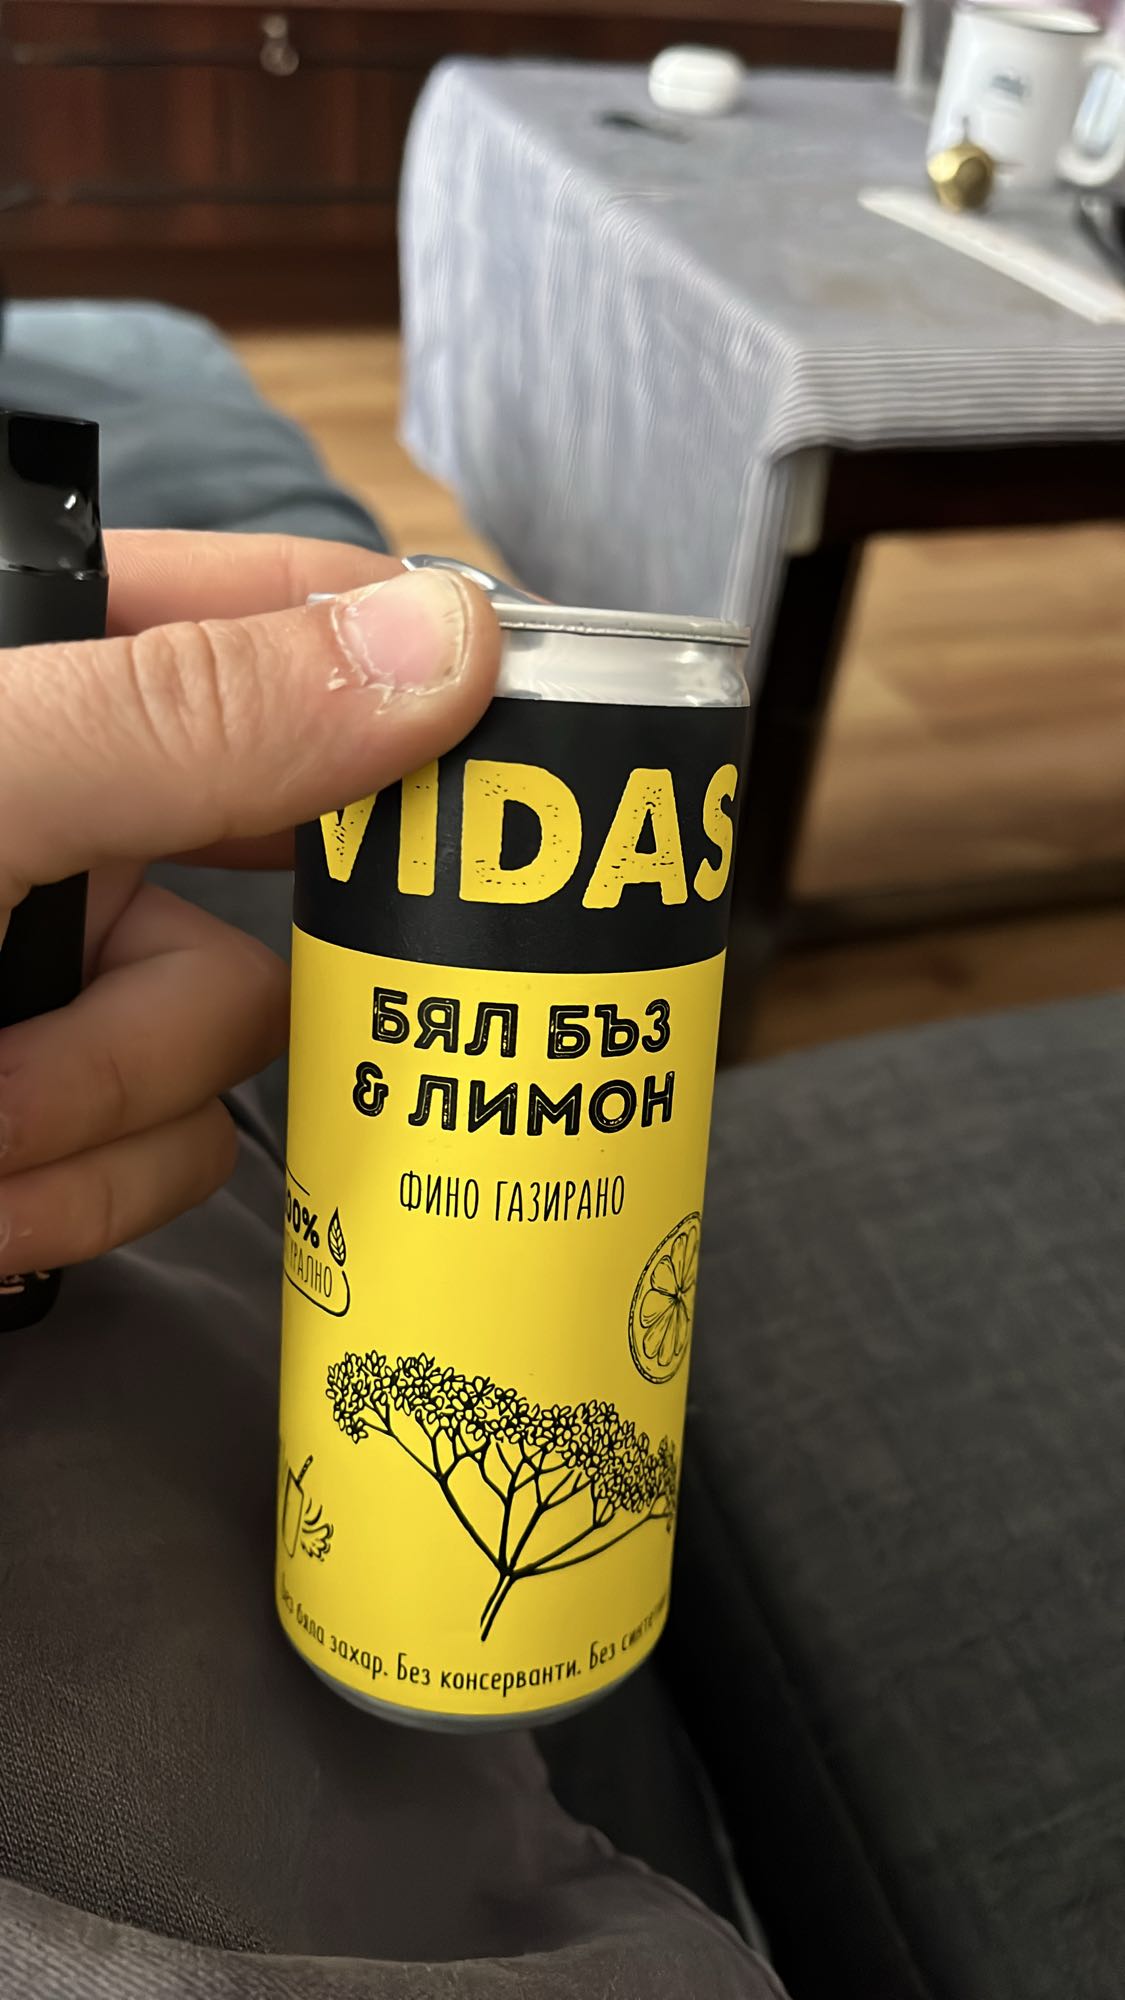 VIDAS
БЯЛ БЪЗ
& ЛИМОН
ФИНО ГАЗИРАНО
бяла захар. Без консерванти. Без